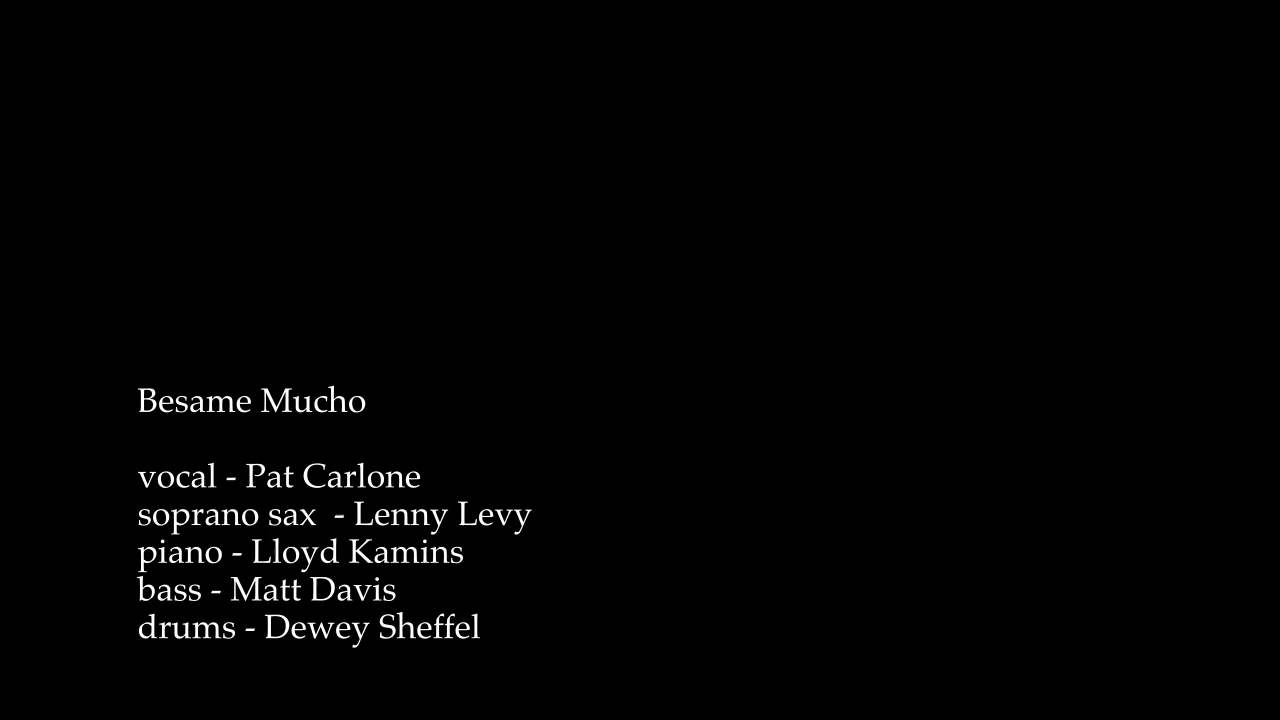 Besame Mucho
vocal - Pat Carlone
soprano sax  - Lenny Levy
piano - Lloyd Kamins
bass - Matt Davis
drums - Dewey Sheffel